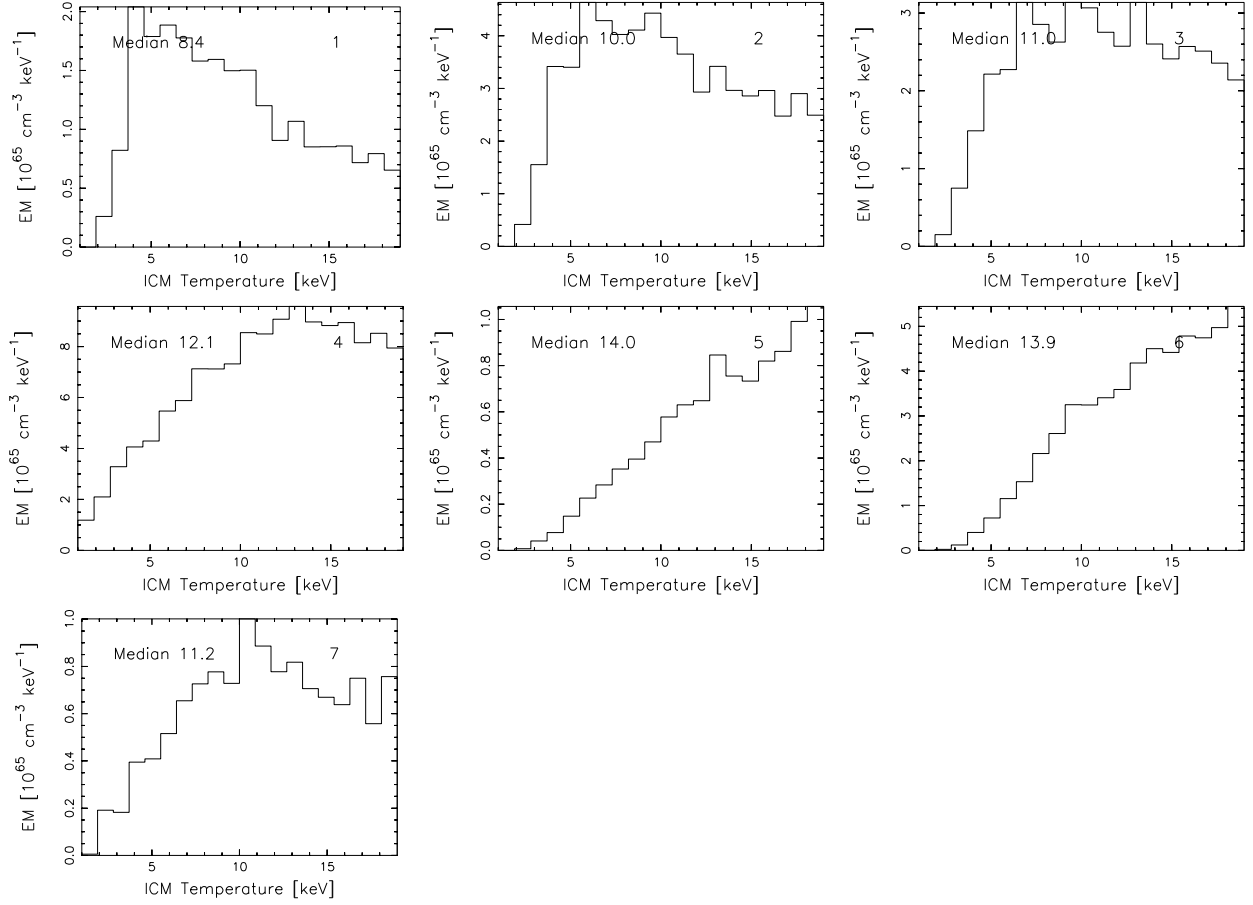 2.0
1.5
1.0
0.5
0.0
EM [10^65 cm^−3 keV^−1]
Median 8.4 1
5 10 15
ICM Temperature [keV]
4
3
2
1
0
EM [10^65 cm^−3 keV^−1]
Median 10.0 2
5 10 15
ICM Temperature [keV]
3
2
1
0
EM [10^65 cm^−3 keV^−1]
Median 11.0 3
5 10 15
ICM Temperature [keV]
8
6
4
2
0
EM [10^65 cm^−3 keV^−1]
Median 12.1 4
5 10 15
ICM Temperature [keV]
1.0
0.8
0.6
0.4
0.2
0.0
EM [10^65 cm^−3 keV^−1]
Median 14.0 5
5 10 15
ICM Temperature [keV]
5
4
3
2
1
0
EM [10^65 cm^−3 keV^−1]
Median 13.9 6
5 10 15
ICM Temperature [keV]
1.0
0.8
0.6
0.4
0.2
0.0
EM [10^65 cm^−3 keV^−1]
Median 11.2 7
5 10 15
ICM Temperature [keV]